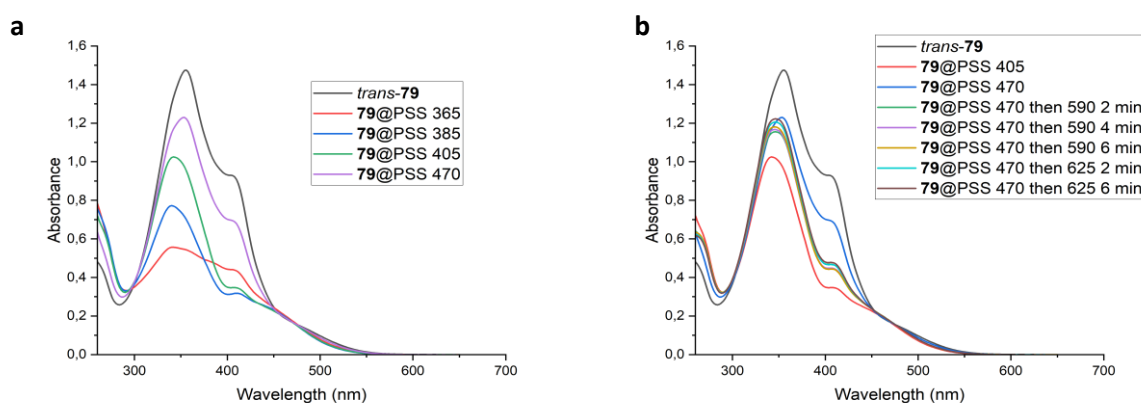 a
1,6
1,4
1,2
1,0
0,8
0,6
0,4
0,2
0,0
Absorbance
300 400 500 600 700
Wavelength (nm)
trans-79
79@PSS 365
79@PSS 385
79@PSS 405
79@PSS 470
b
1,6
1,4
1,2
1,0
0,8
0,6
0,4
0,2
0,0
Absorbance
300 400 500 600 700
Wavelength (nm)
trans-79
79@PSS 405
79@PSS 470
79@PSS 470 then 590 2 min
79@PSS 470 then 590 4 min
79@PSS 470 then 590 6 min
79@PSS 470 then 625 2 min
79@PSS 470 then 625 6 min